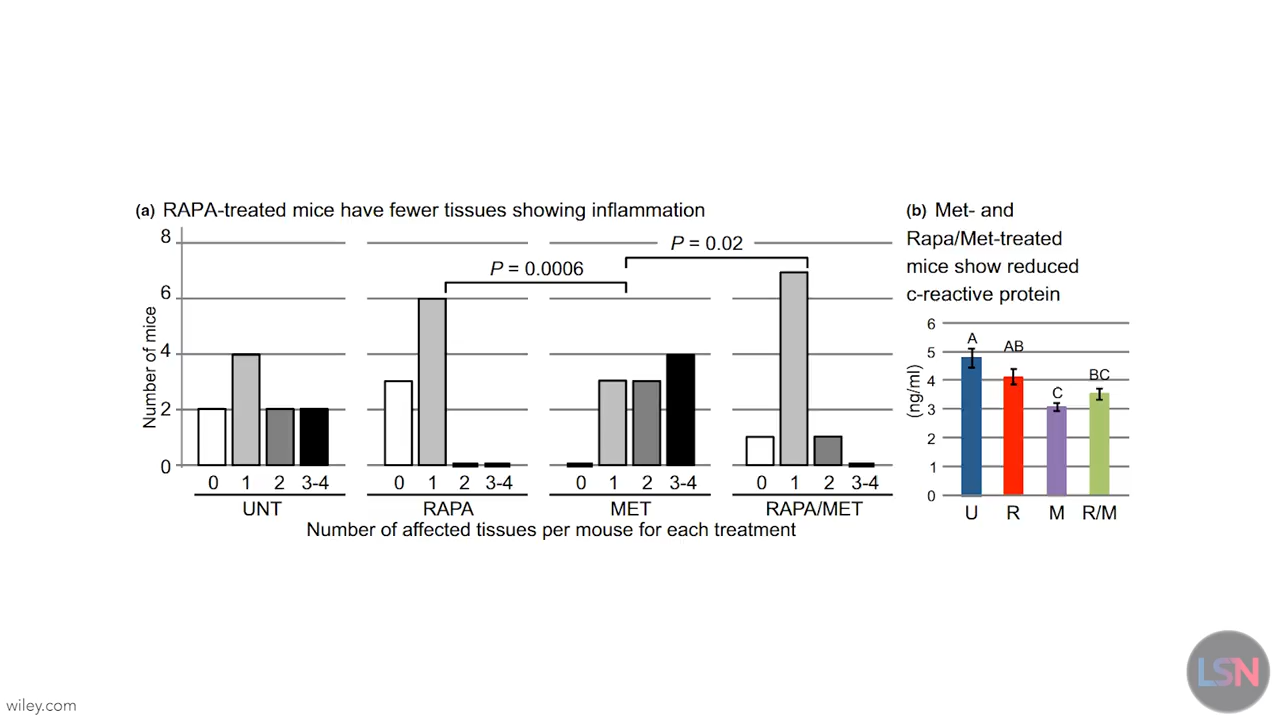 (a) RAPA-treated mice have fewer tissues showing inflammation
8
6
4
2
0
Number of mice
P = 0.0006
P = 0.02
0 1 2 3-4
UNT
0 1 2 3-4
RAPA
0 1 2 3-4
MET
0 1 2 3-4
RAPA/MET
Number of affected tissues per mouse for each treatment
(b) Met- and
Rapa/Met-treated
mice show reduced
c-reactive protein
6
5
4
3
2
1
0
(ng/ml)
A
AB
C
BC
U R M R/M
LSN
wiley.com